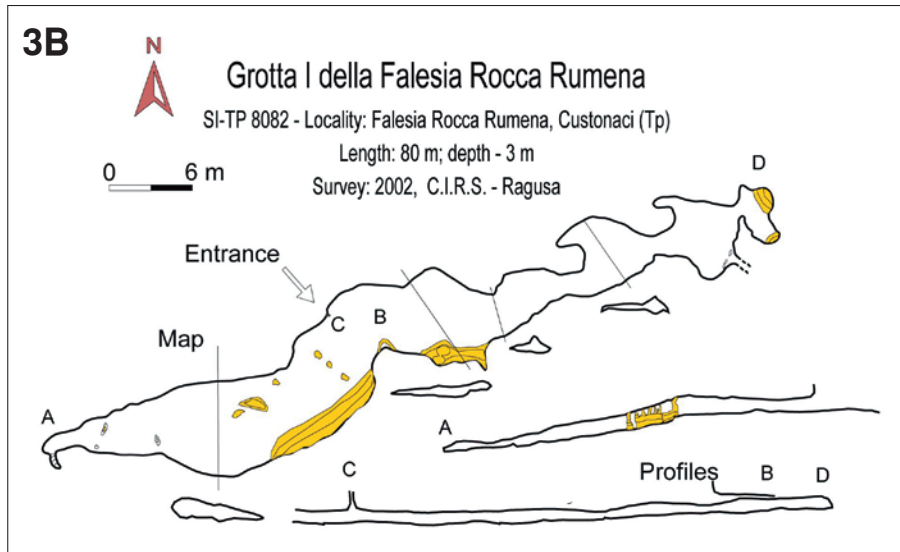 3B
N
Grotta I della Falesia Rocca Rumena
SI-TP 8082 - Locality: Falesia Rocca Rumena, Custonaci (Tp)
Length: 80 m; depth - 3 m
Survey: 2002, C.I.R.S. - Ragusa
0 6 m
D
Entrance
C B
Map
A
A
C
Profiles B D